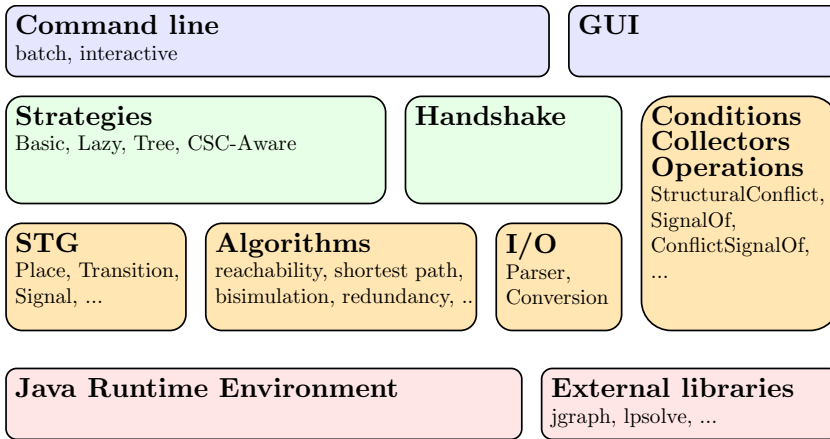 Command line
batch, interactive
GUI
Strategies
Basic, Lazy, Tree, CSC-Aware
Handshake
Conditions
Collectors
Operations
StructuralConflict,
SignalOf,
ConflictSignalOf,
...
STG
Place, Transition,
Signal, ...
Algorithms
reachability, shortest path,
bisimulation, redundancy, ..
I/O
Parser,
Conversion
Java Runtime Environment
External libraries
jgraph, lpsolve, ...